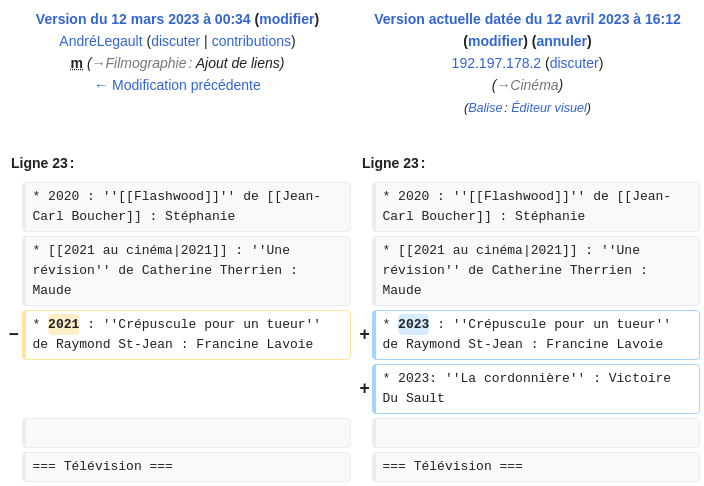 Version du 12 mars 2023 à 00:34 (modifier)
AndréLegault (discuter | contributions)
m (→Filmographie : Ajout de liens)
← Modification précédente
Version actuelle datée du 12 avril 2023 à 16:12
(modifier) (annuler)
192.197.178.2 (discuter)
(→Cinéma)
(Balise : Éditeur visuel)
Ligne 23 :
Ligne 23 :
* 2020 : ''[[Flashwood]]'' de [[Jean-
Carl Boucher]] : Stéphanie
* 2020 : ''[[Flashwood]]'' de [[Jean-
Carl Boucher]] : Stéphanie
* [[2021 au cinéma|2021]] : ''Une
révision'' de Catherine Therrien :
Maude
* [[2021 au cinéma|2021]] : ''Une
révision'' de Catherine Therrien :
Maude
− * 2021 : ''Crépuscule pour un tueur''
de Raymond St-Jean : Francine Lavoie
+ * 2023 : ''Crépuscule pour un tueur''
de Raymond St-Jean : Francine Lavoie
+ * 2023: ''La cordonnière'' : Victoire
Du Sault
=== Télévision ===
=== Télévision ===